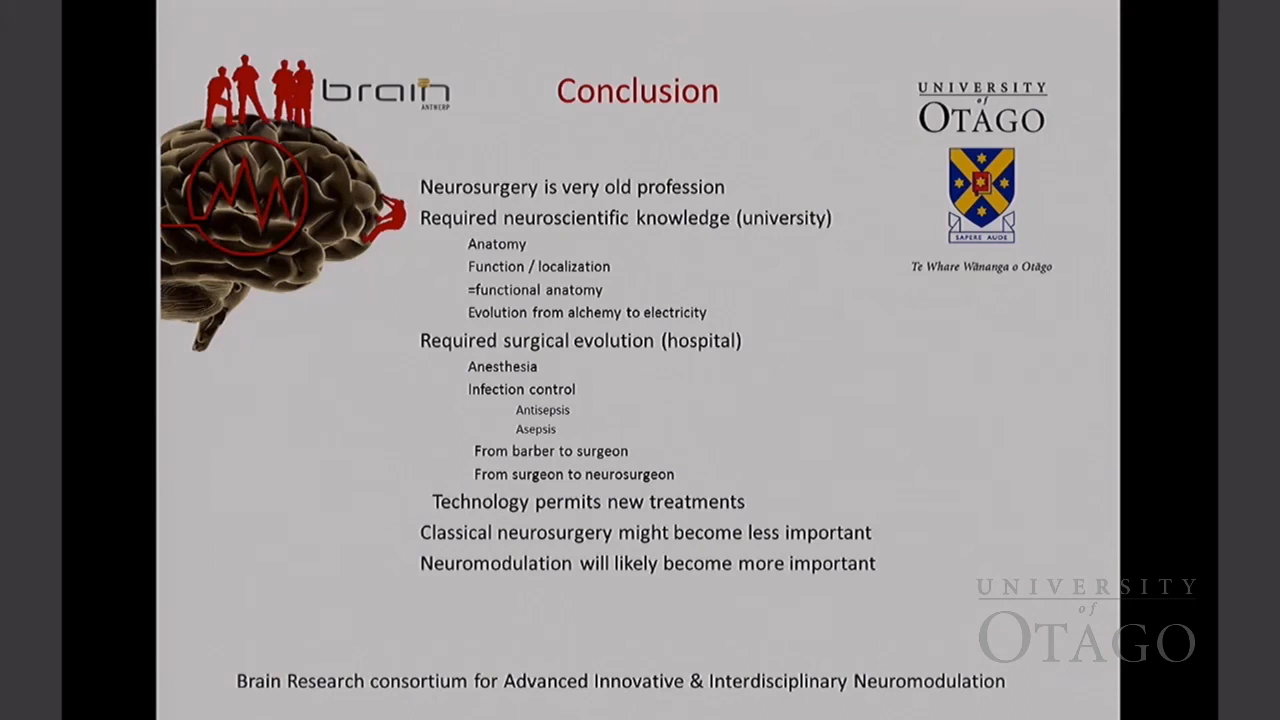 brain
ANTWERP
Conclusion
UNIVERSITY
of
OTAGO
SAPERE AUDE
Te Whare Wānanga o Otāgo
Neurosurgery is very old profession
Required neuroscientific knowledge (university)
Anatomy
Function / localization
=functional anatomy
Evolution from alchemy to electricity
Required surgical evolution (hospital)
Anesthesia
Infection control
Antisepsis
Asepsis
From barber to surgeon
From surgeon to neurosurgeon
Technology permits new treatments
Classical neurosurgery might become less important
Neuromodulation will likely become more important
UNIVERSITY
of
OTAGO
Brain Research consortium for Advanced Innovative & Interdisciplinary Neuromodulation